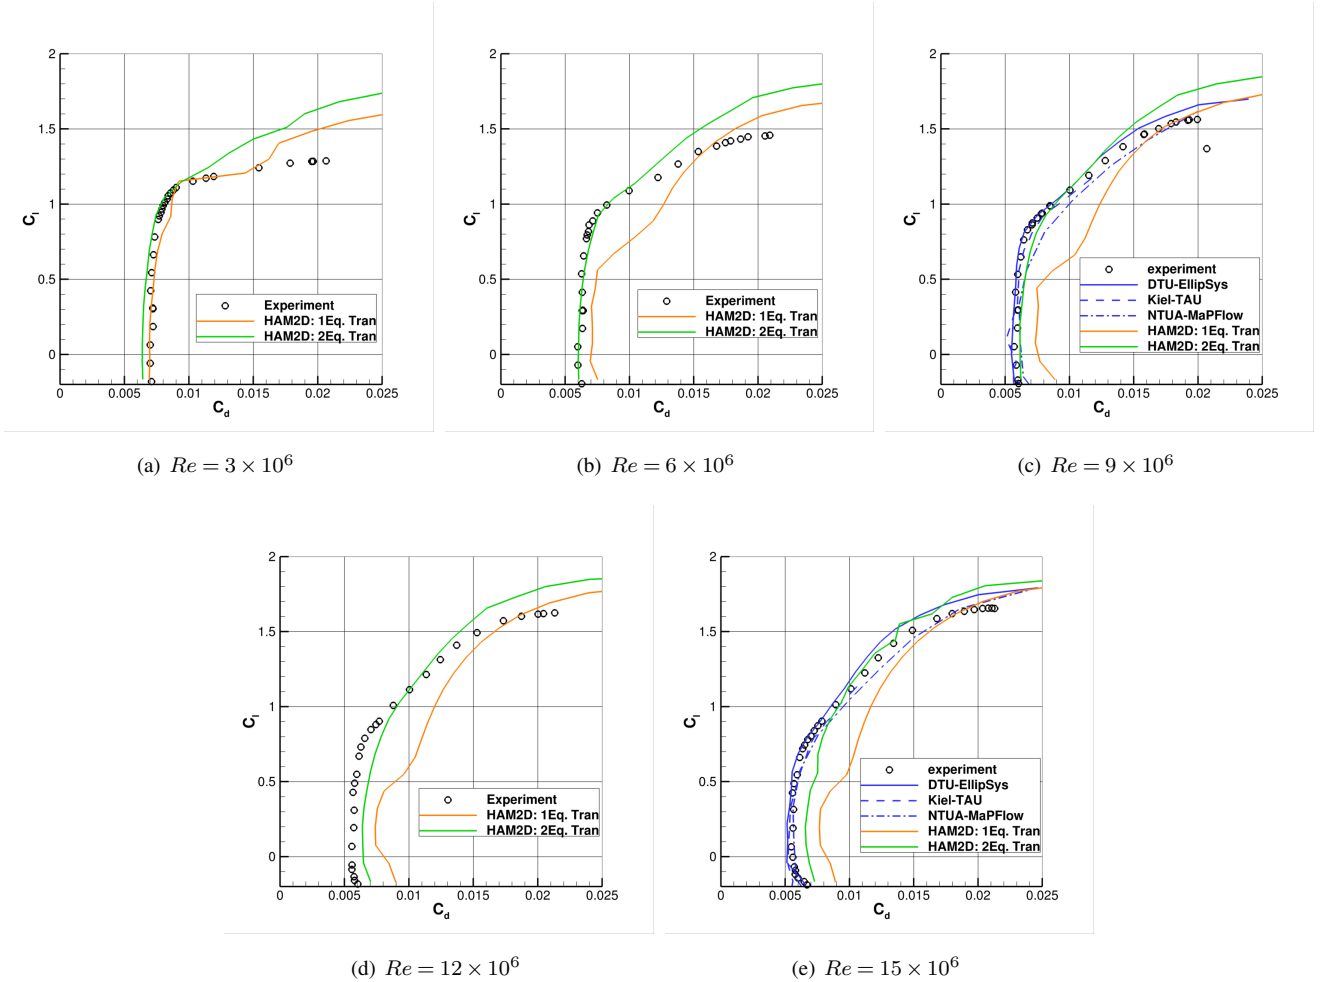 2
1.5
1
0.5
0
C_l
0 0.005 0.01 0.015 0.02 0.025
C_d
Experiment
HAM2D: 1Eq. Tran
HAM2D: 2Eq. Tran
(a) Re = 3 × 10^6
2
1.5
1
0.5
0
C_l
0 0.005 0.01 0.015 0.02 0.025
C_d
Experiment
HAM2D: 1Eq. Tran
HAM2D: 2Eq. Tran
(b) Re = 6 × 10^6
2
1.5
1
0.5
0
C_l
0 0.005 0.01 0.015 0.02 0.025
C_d
experiment
DTU-EllipSys
Kiel-TAU
NTUA-MaPFlow
HAM2D: 1Eq. Tran
HAM2D: 2Eq. Tran
(c) Re = 9 × 10^6
2
1.5
1
0.5
0
C_l
0 0.005 0.01 0.015 0.02 0.025
C_d
Experiment
HAM2D: 1Eq. Tran
HAM2D: 2Eq. Tran
(d) Re = 12 × 10^6
2
1.5
1
0.5
0
C_l
0 0.005 0.01 0.015 0.02 0.025
C_d
experiment
DTU-EllipSys
Kiel-TAU
NTUA-MaPFlow
HAM2D: 1Eq. Tran
HAM2D: 2Eq. Tran
(e) Re = 15 × 10^6